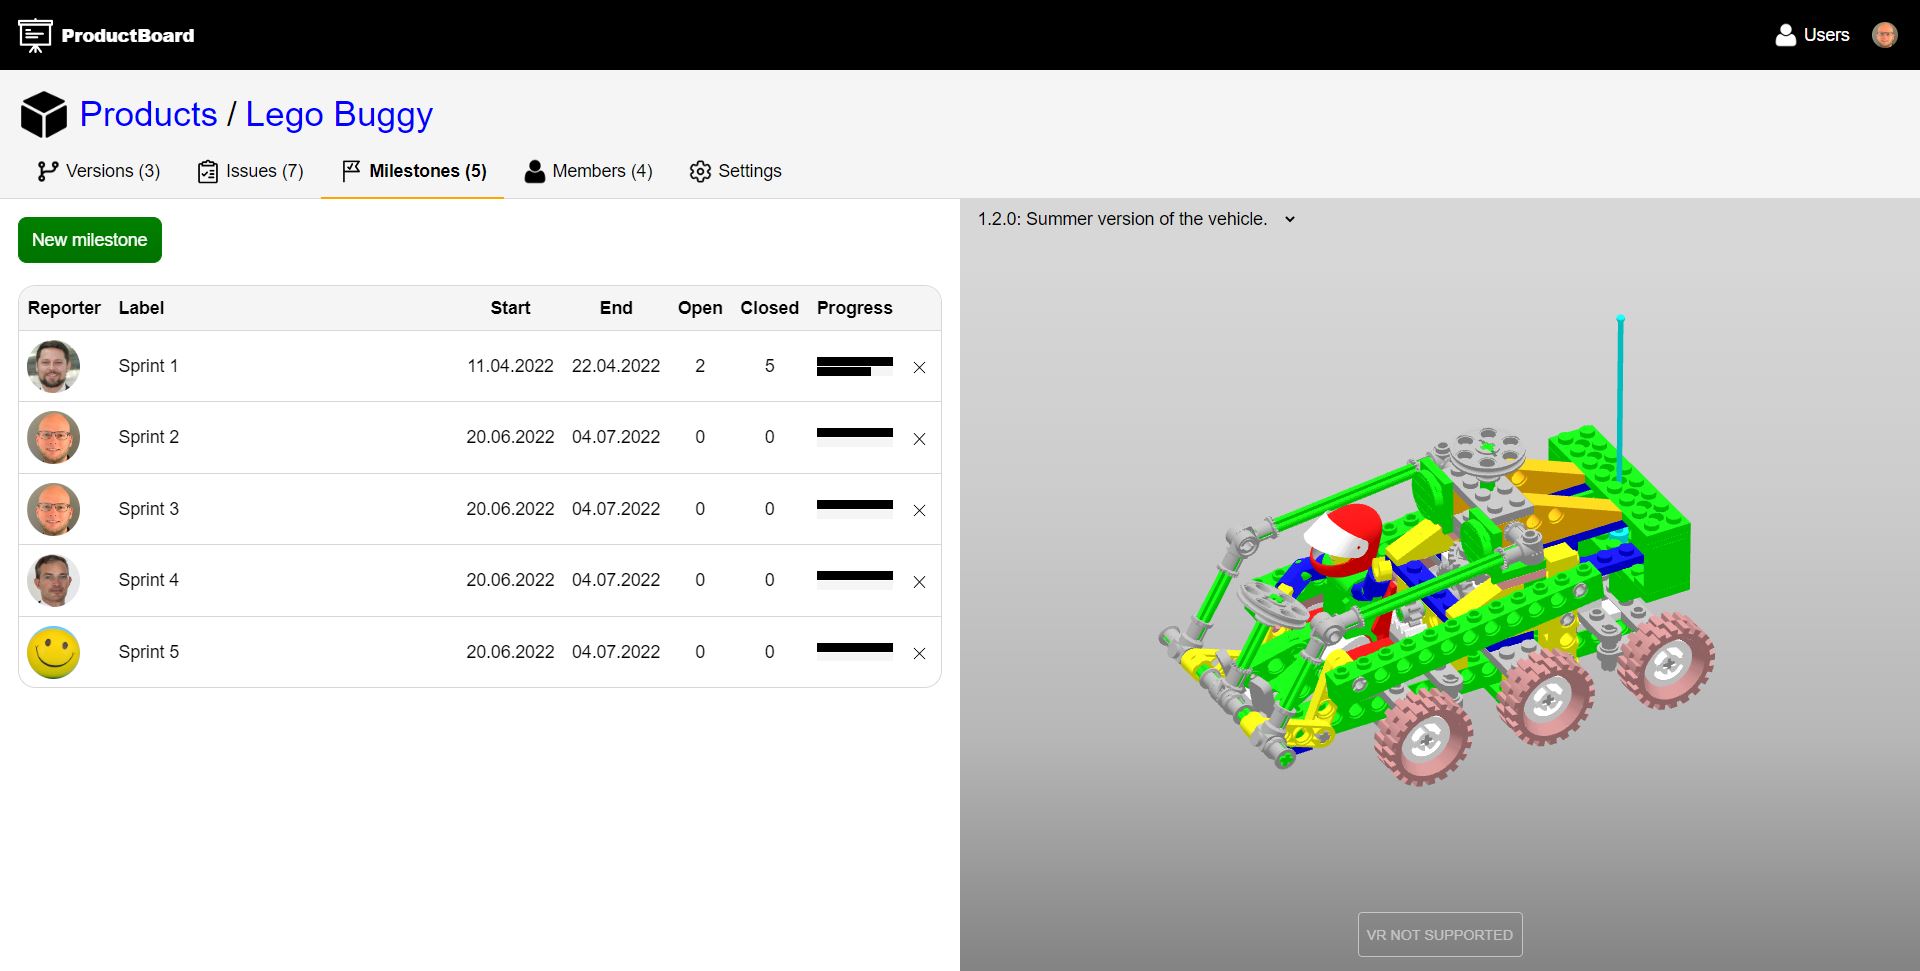 ProductBoard
Users
Products / Lego Buggy
Versions (3) Issues (7) Milestones (5) Members (4) Settings
New milestone
1.2.0: Summer version of the vehicle.
Reporter Label Start End Open Closed Progress
Sprint 1 11.04.2022 22.04.2022 2 5
Sprint 2 20.06.2022 04.07.2022 0 0
Sprint 3 20.06.2022 04.07.2022 0 0
Sprint 4 20.06.2022 04.07.2022 0 0
Sprint 5 20.06.2022 04.07.2022 0 0
VR NOT SUPPORTED